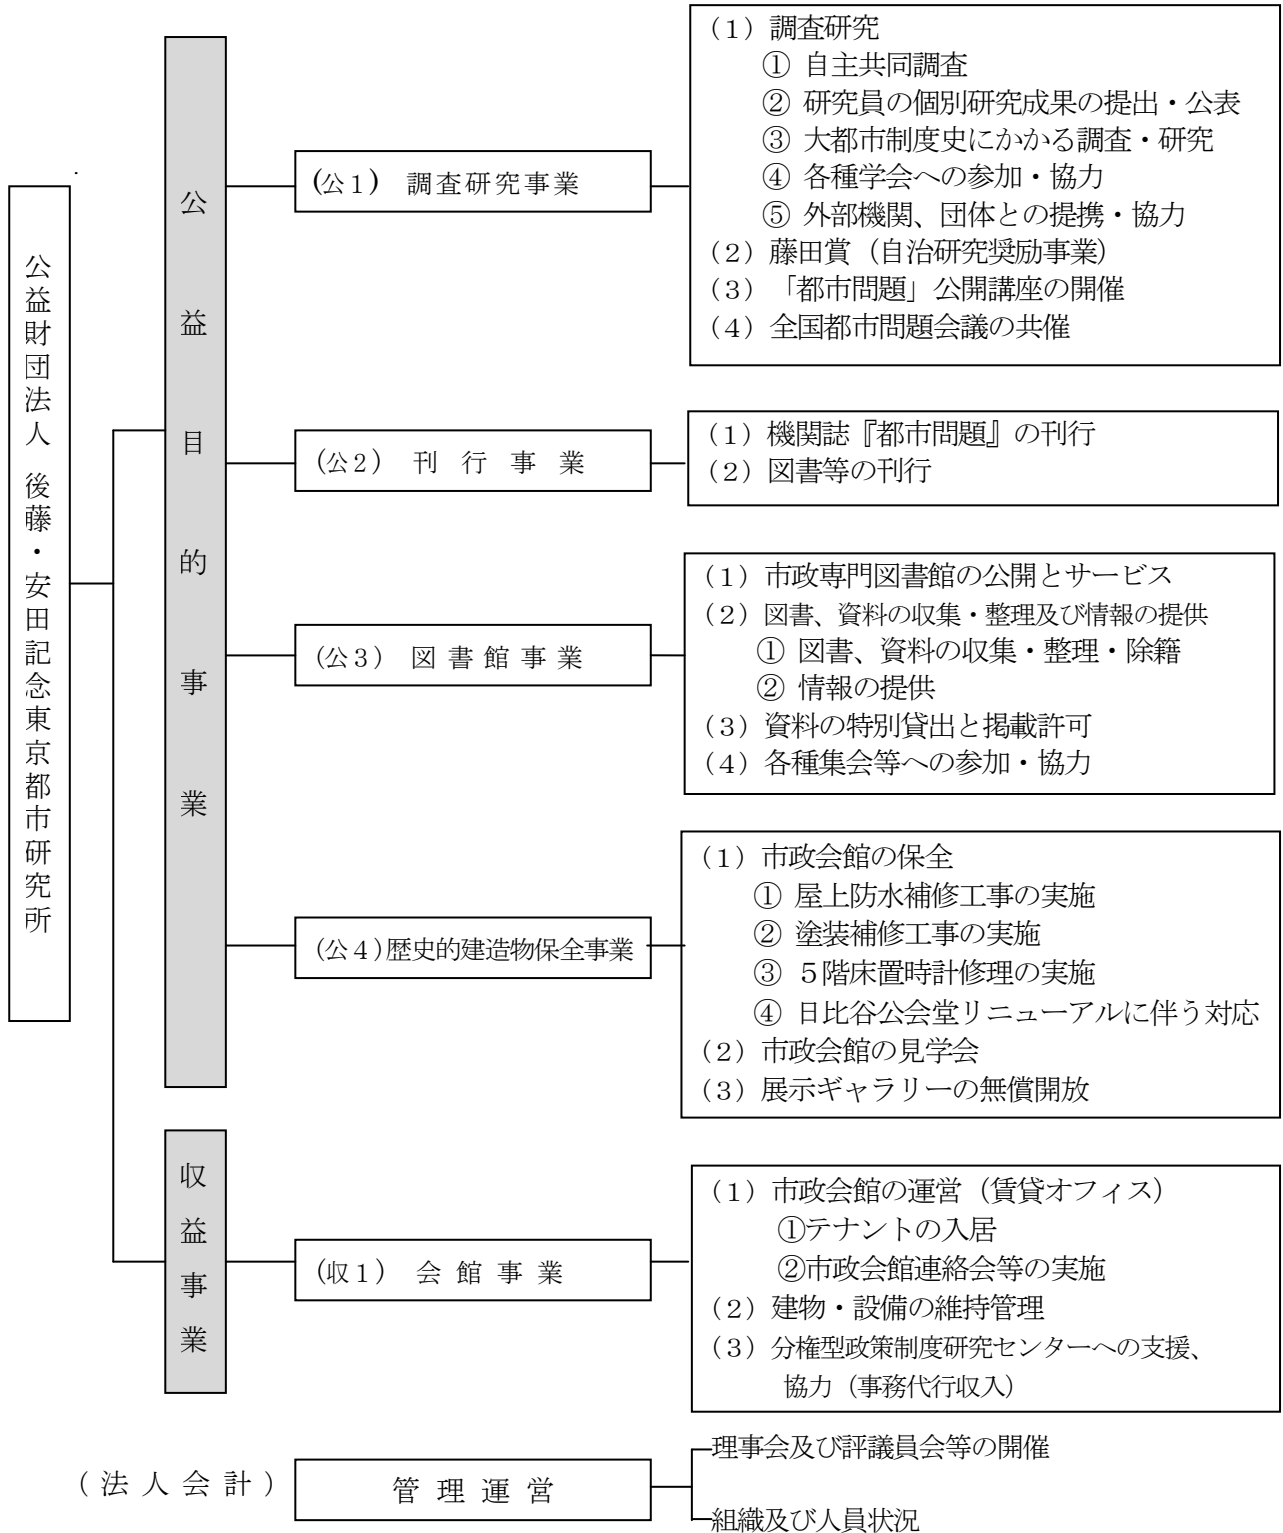 公益財団法人 後藤・安田記念東京都市研究所
公益目的事業
(公1) 調査研究事業
(1) 調査研究
① 自主共同調査
② 研究員の個別研究成果の提出・公表
③ 大都市制度史にかかる調査・研究
④ 各種学会への参加・協力
⑤ 外部機関、団体との提携・協力
(2) 藤田賞（自治研究奨励事業）
(3) 「都市問題」公開講座の開催
(4) 全国都市問題会議の共催
(公2) 刊行事業
(1) 機関誌『都市問題』の刊行
(2) 図書等の刊行
(公3) 図書館事業
(1) 市政専門図書館の公開とサービス
(2) 図書、資料の収集・整理及び情報の提供
① 図書、資料の収集・整理・除籍
② 情報の提供
(3) 資料の特別貸出と掲載許可
(4) 各種集会等への参加・協力
(公4) 歴史的建造物保全事業
(1) 市政会館の保全
① 屋上防水補修工事の実施
② 塗装補修工事の実施
③ 5階床置時計修理の実施
④ 日比谷公会堂リニューアルに伴う対応
(2) 市政会館の見学会
(3) 展示ギャラリーの無償開放
収益事業
(収1) 会館事業
(1) 市政会館の運営（賃貸オフィス）
①テナントの入居
②市政会館連絡会等の実施
(2) 建物・設備の維持管理
(3) 分権型政策制度研究センターへの支援、
協力（事務代行収入）
(法人会計)
管理運営
理事会及び評議員会等の開催
組織及び人員状況